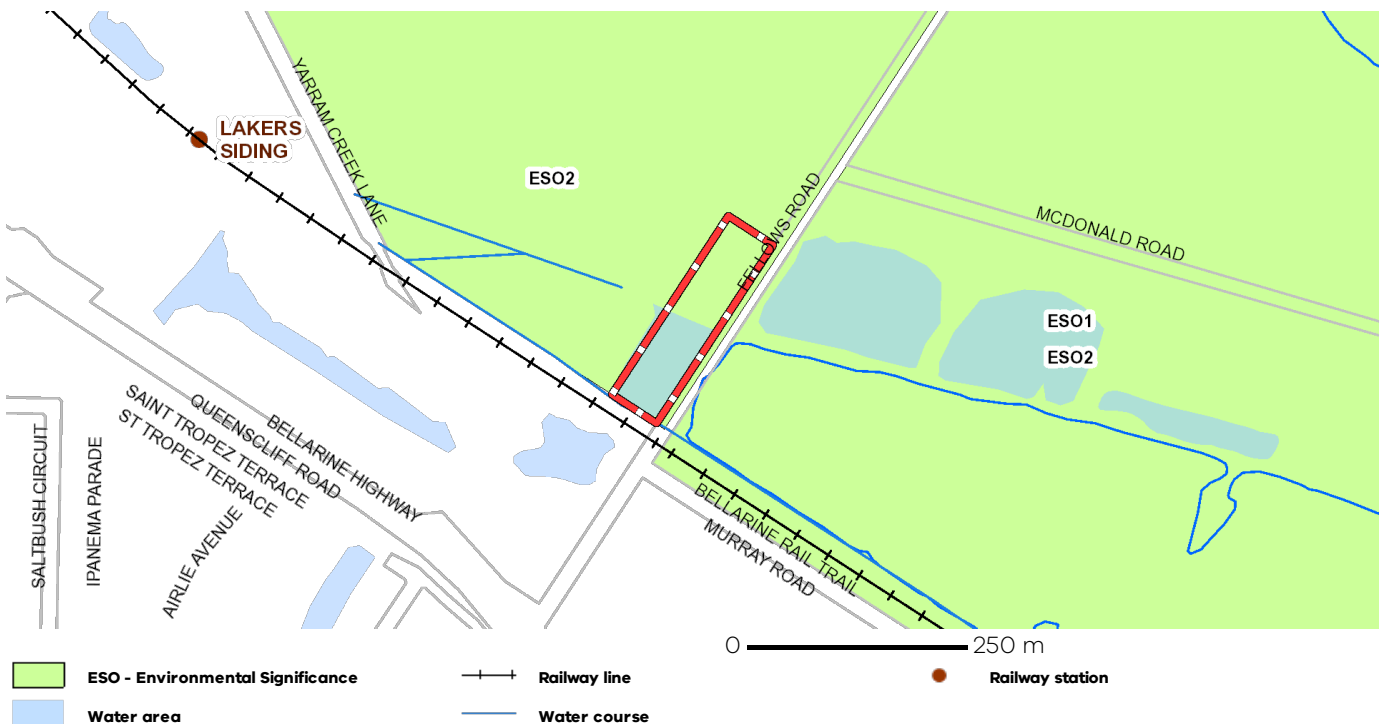 YARRAM CREEK LANE
LAKERS
SIDING
ESO2
FELLOWS ROAD
MCDONALD ROAD
ESO1
ESO2
BELLARINE HIGHWAY
QUEENSCLIFF ROAD
SAINT TROPEZ TERRACE
ST TROPEZ TERRACE
SALTBUSH CIRCUIT
IPANEMA PARADE
AIRLIE AVENUE
BELLARINE RAIL TRAIL
MURRAY ROAD
0 250 m
ESO - Environmental Significance
Railway line
Railway station
Water area
Water course